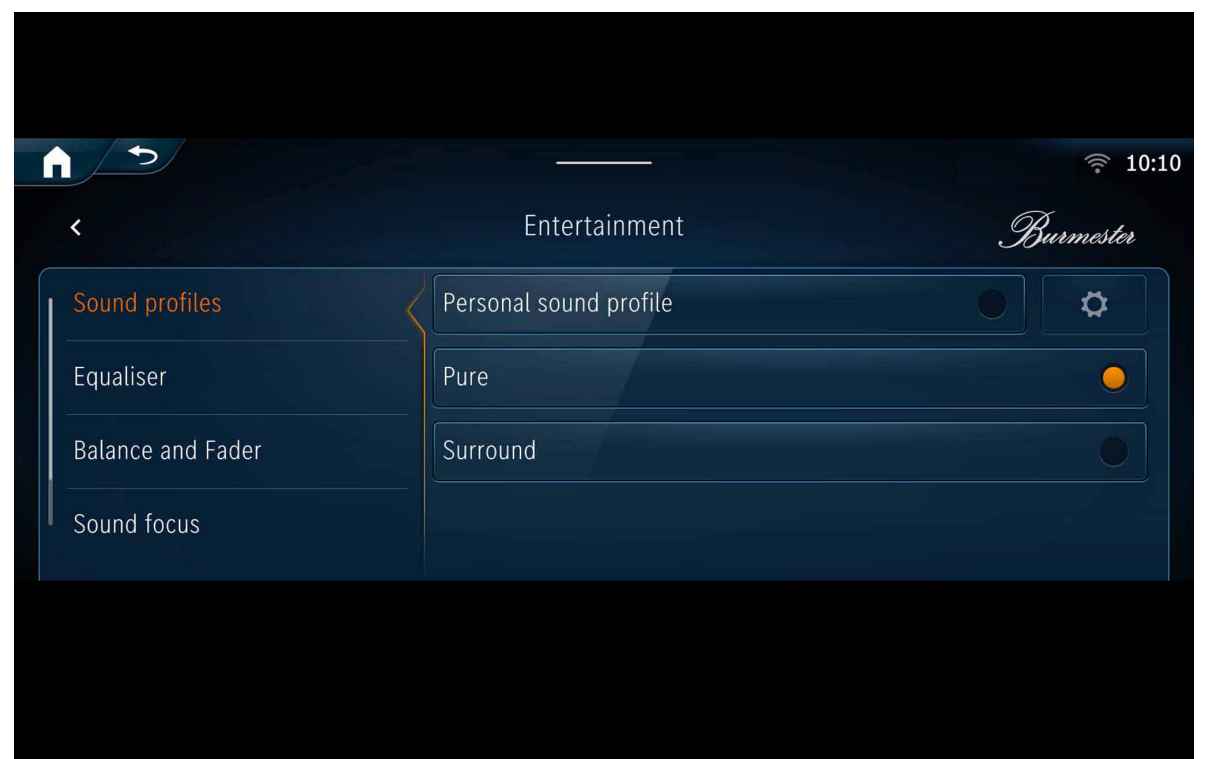 10:10
Entertainment
Burmester
Sound profiles
Equaliser
Balance and Fader
Sound focus
Personal sound profile
Pure
Surround